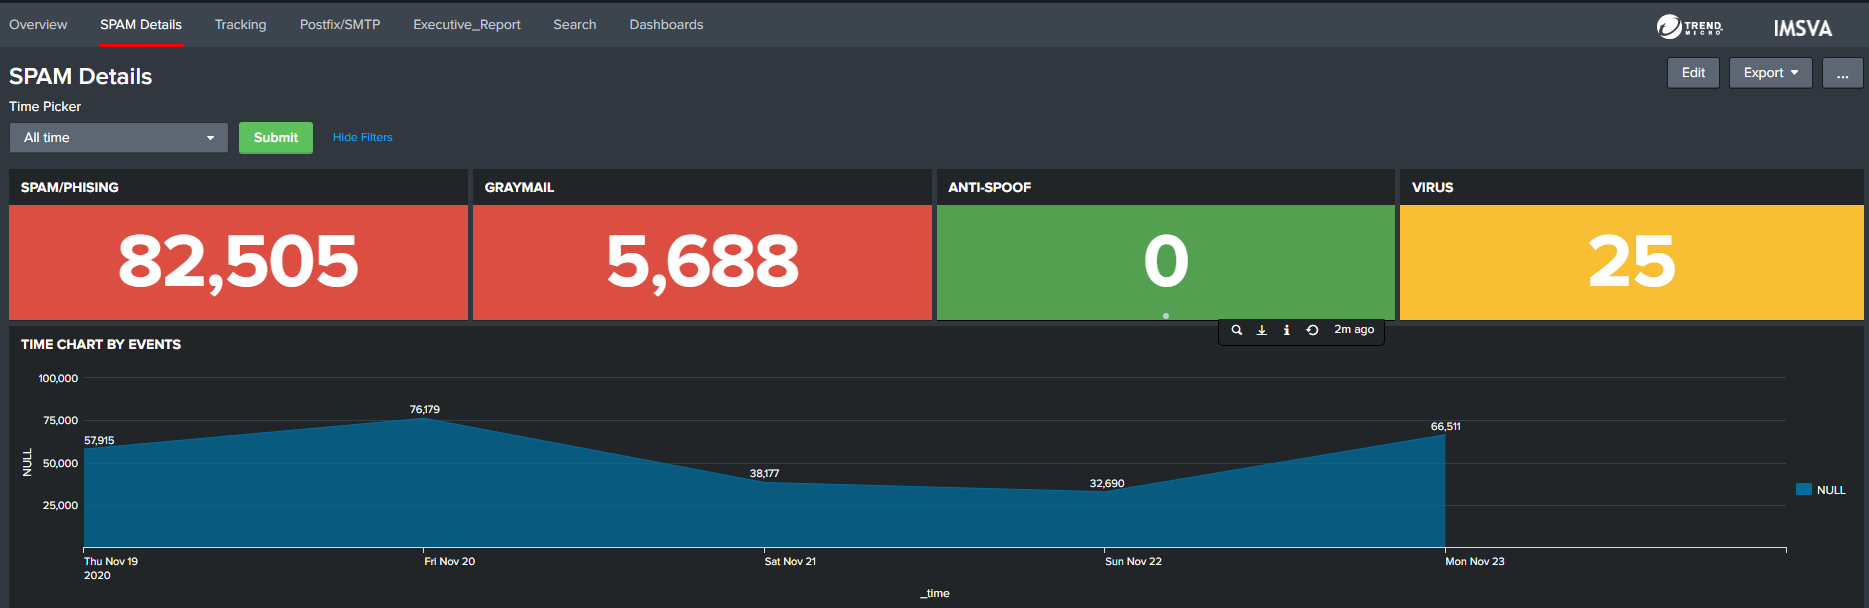 Overview SPAM Details Tracking Postfix/SMTP Executive_Report Search Dashboards
TREND MICRO
IMSVA
SPAM Details
Edit Export ...
Time Picker
All time Submit Hide Filters
SPAM/PHISING GRAYMAIL ANTI-SPOOF VIRUS
82,505 5,688 0 25
2m ago
TIME CHART BY EVENTS
100,000
75,000
50,000
25,000
NULL
57,915 76,179 38,177 32,690 66,511
NULL
Thu Nov 19 Fri Nov 20 Sat Nov 21 Sun Nov 22 Mon Nov 23
2020
_time